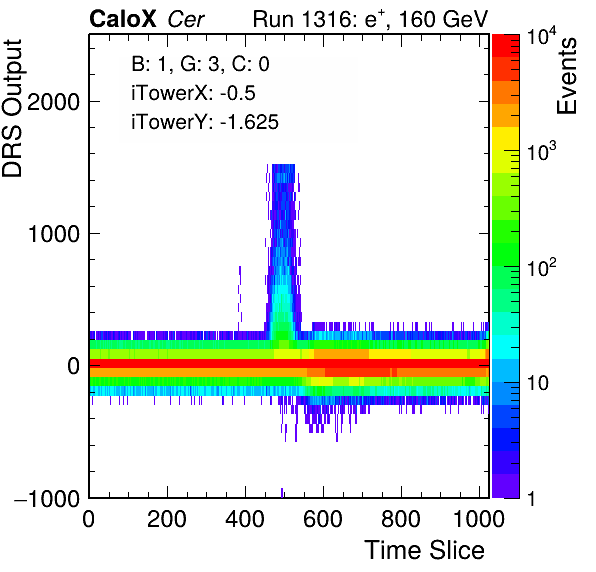 CaloX Cer Run 1316: e⁺, 160 GeV
B: 1, G: 3, C: 0
iTowerX: -0.5
iTowerY: -1.625
DRS Output
2000
1000
0
−1000
0 200 400 600 800 1000
Time Slice
Events
10⁴
10³
10²
10
1